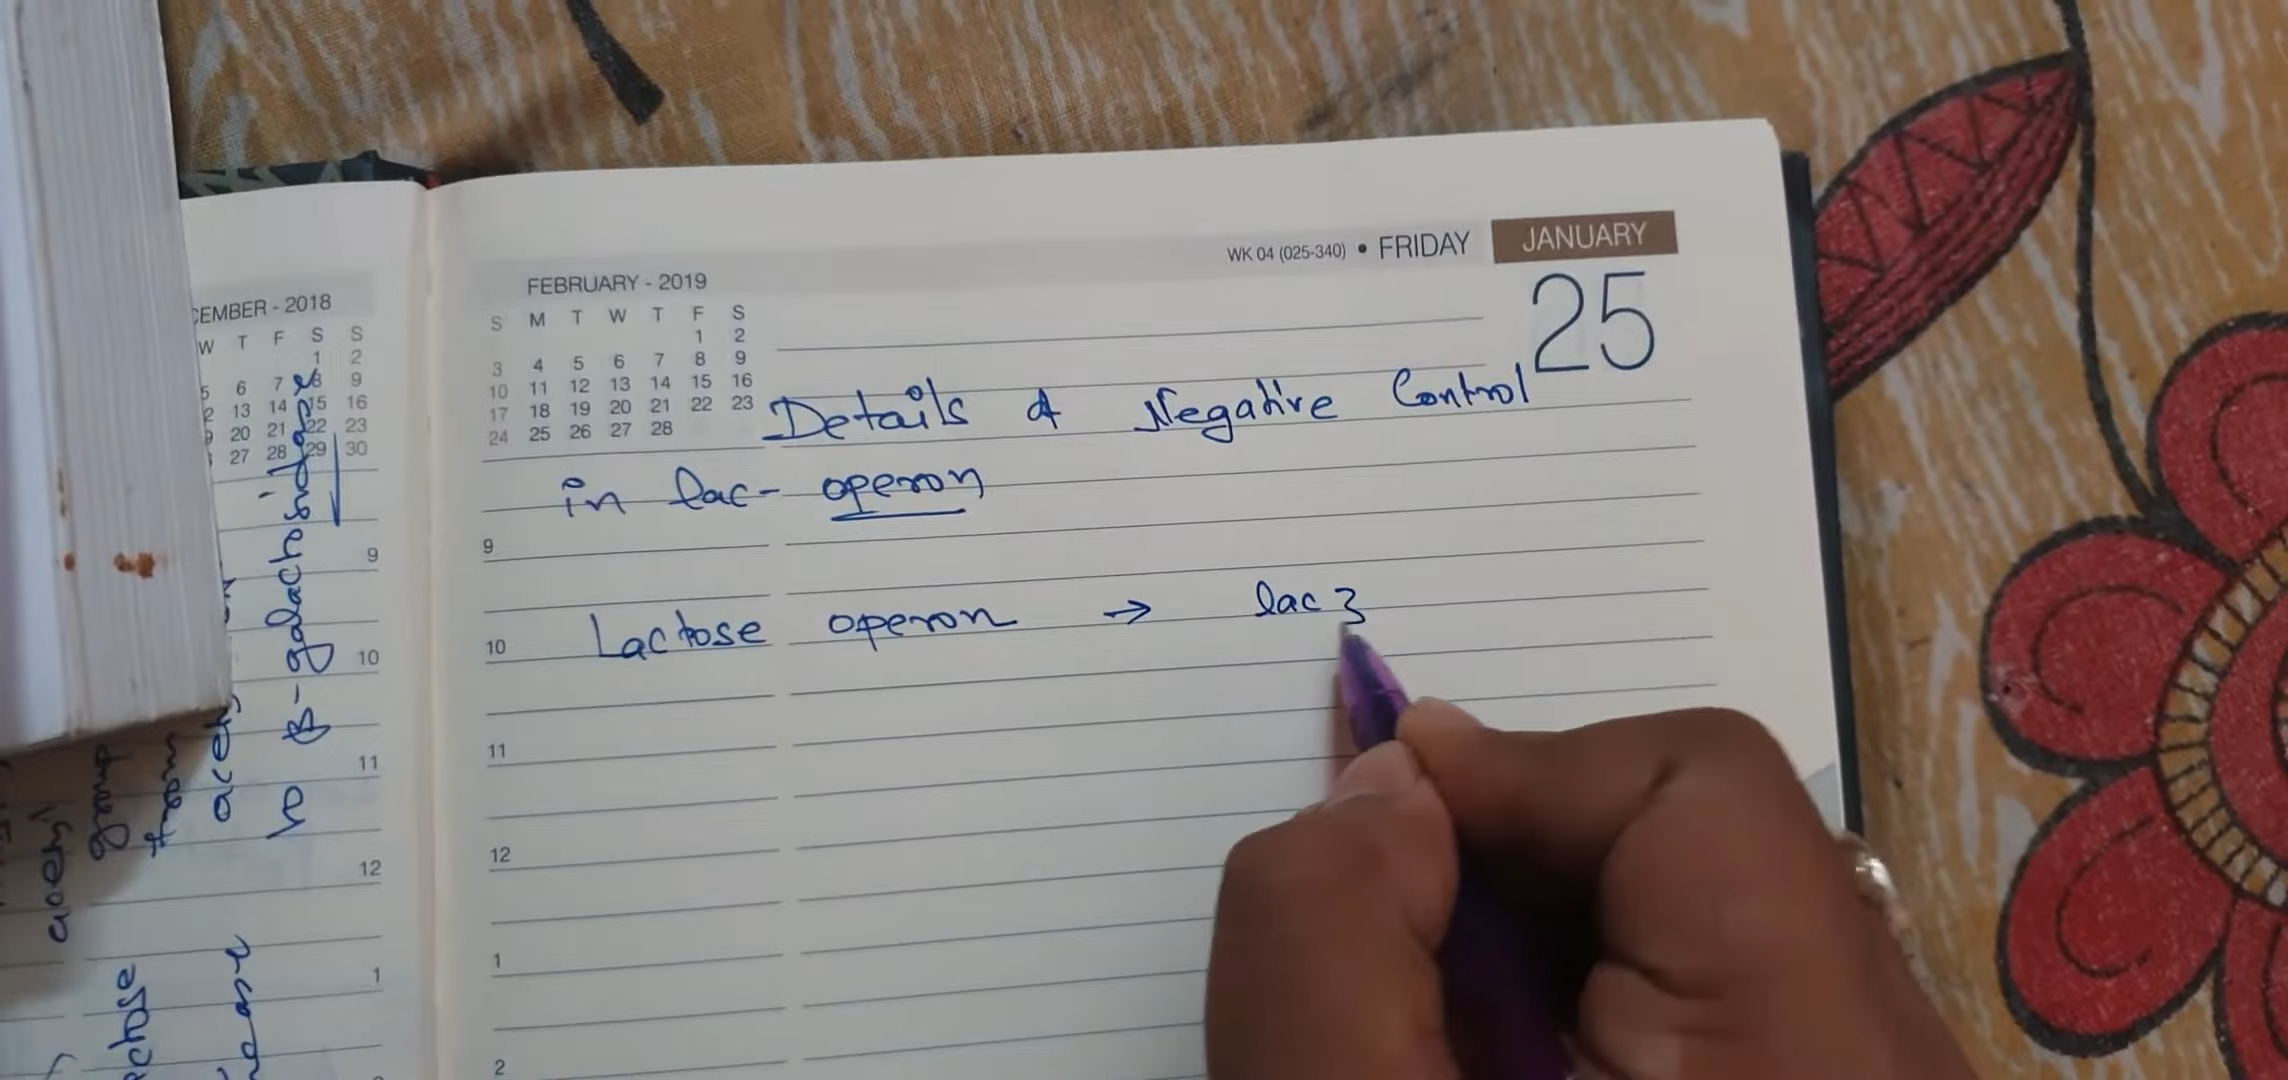 CEMBER - 2018
W T F S S
1 2
5 6 7 8 9
2 13 14 15 16
9 20 21 22 23
27 28 29 30
9
10
11
12
1
to β-galactosidase
acetyl
group
from
WK 04 (025-340) • FRIDAY JANUARY
25
FEBRUARY - 2019
S M T W T F S
1 2
3 4 5 6 7 8 9
10 11 12 13 14 15 16
17 18 19 20 21 22 23
24 25 26 27 28
Details of Negative Control
in lac- operon
9
Lactose operon → lac z
10
11
12
1
2